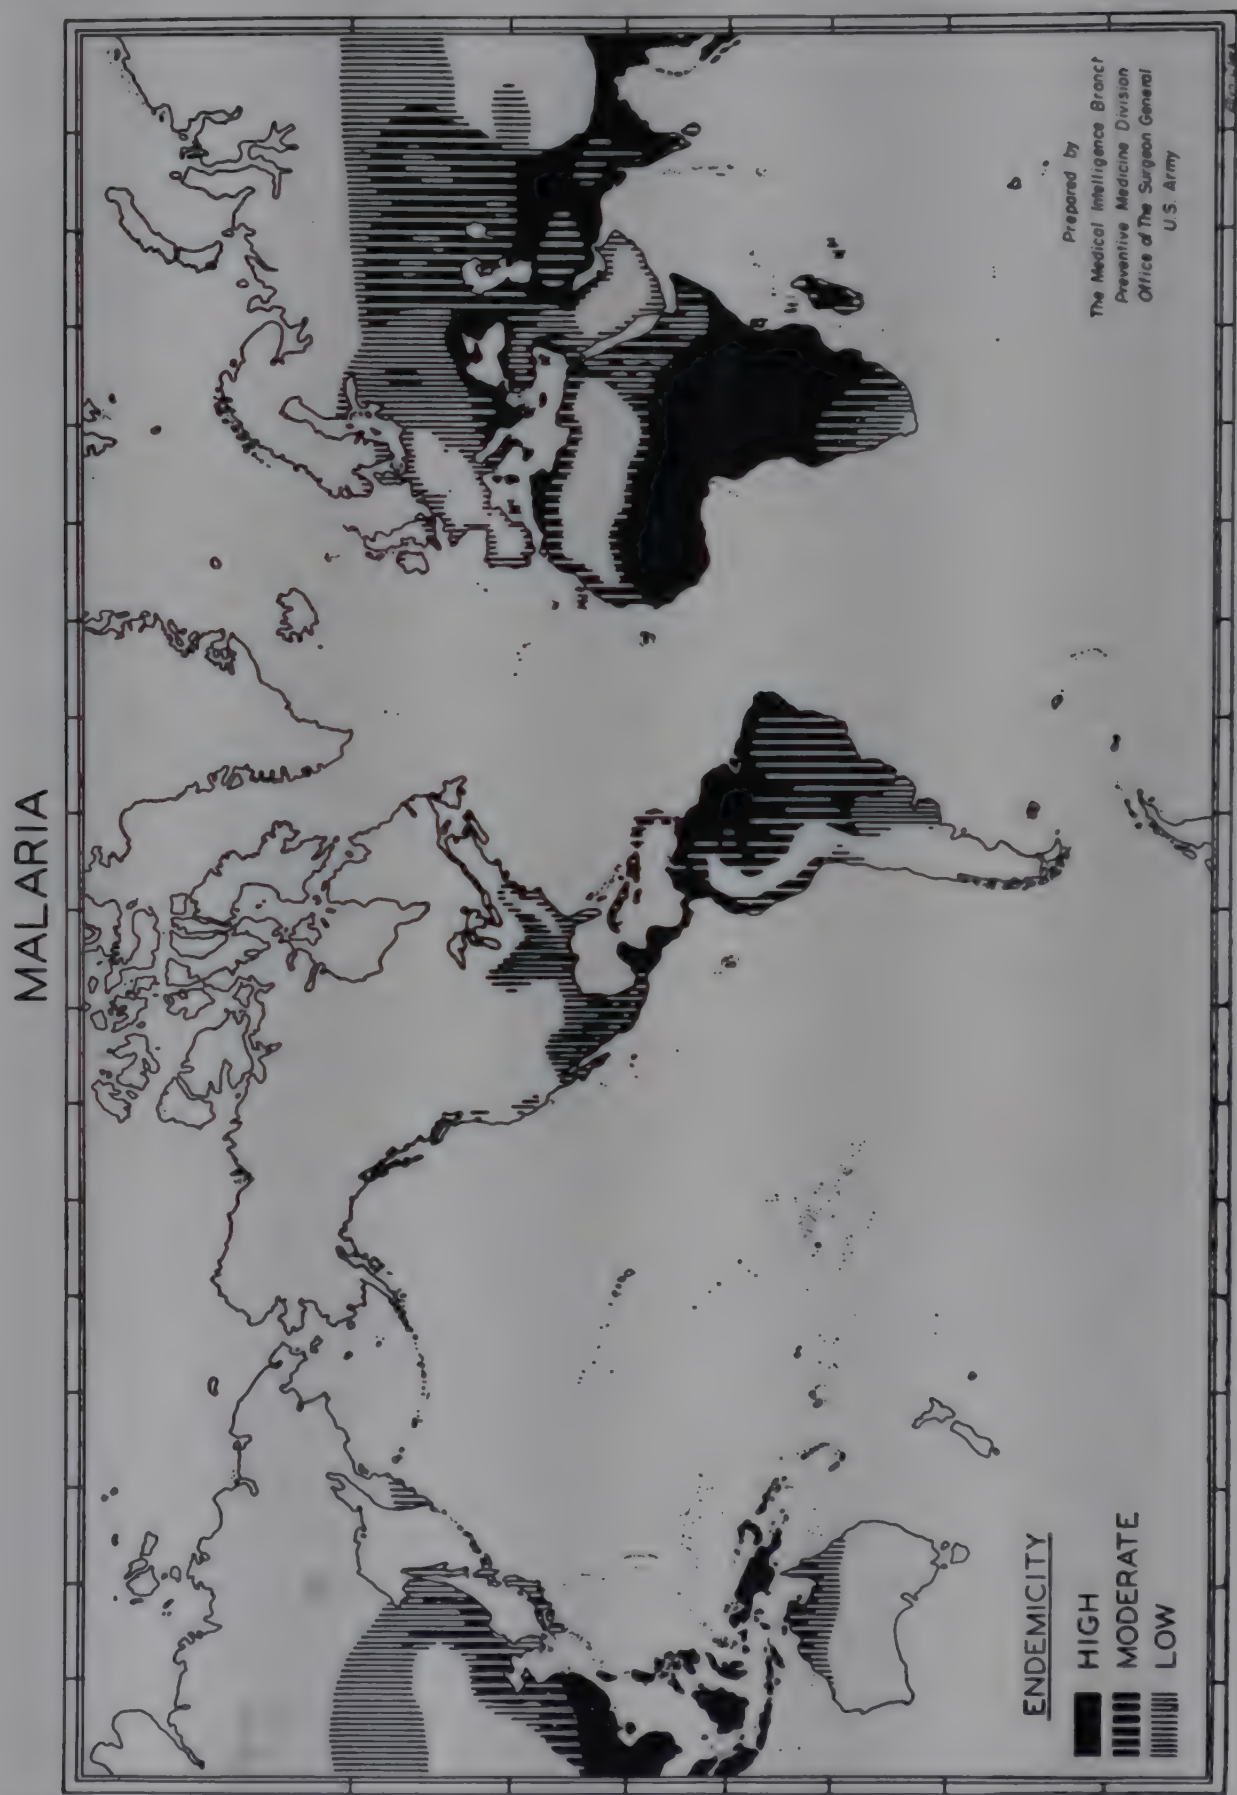 MALARIA
Prepared by
The Medical Intelligence Branct
Preventive Medicine Division
Office of The Surgeon General
U.S. Army
ENDEMICITY
HIGH
MODERATE
LOW